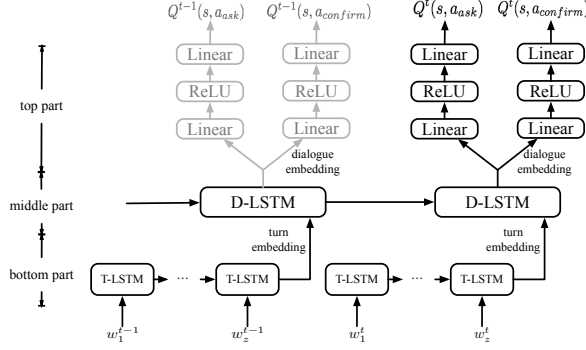 Q^{t-1}(s, a_{ask}) Q^{t-1}(s, a_{confirm}) Q^t(s, a_{ask}) Q^t(s, a_{confirm})
Linear Linear Linear Linear
top part ReLU ReLU ReLU ReLU
Linear Linear Linear Linear
dialogue embedding dialogue embedding
middle part D-LSTM D-LSTM
turn embedding turn embedding
bottom part T-LSTM ... T-LSTM T-LSTM ... T-LSTM
w_1^{t-1} w_z^{t-1} w_1^t w_z^t